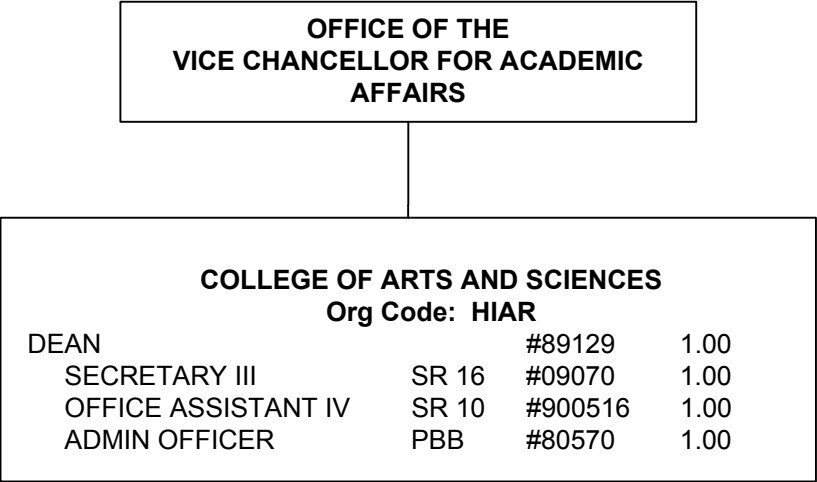 OFFICE OF THE
VICE CHANCELLOR FOR ACADEMIC
AFFAIRS
COLLEGE OF ARTS AND SCIENCES
Org Code: HIAR
DEAN #89129 1.00
SECRETARY III SR 16 #09070 1.00
OFFICE ASSISTANT IV SR 10 #900516 1.00
ADMIN OFFICER PBB #80570 1.00